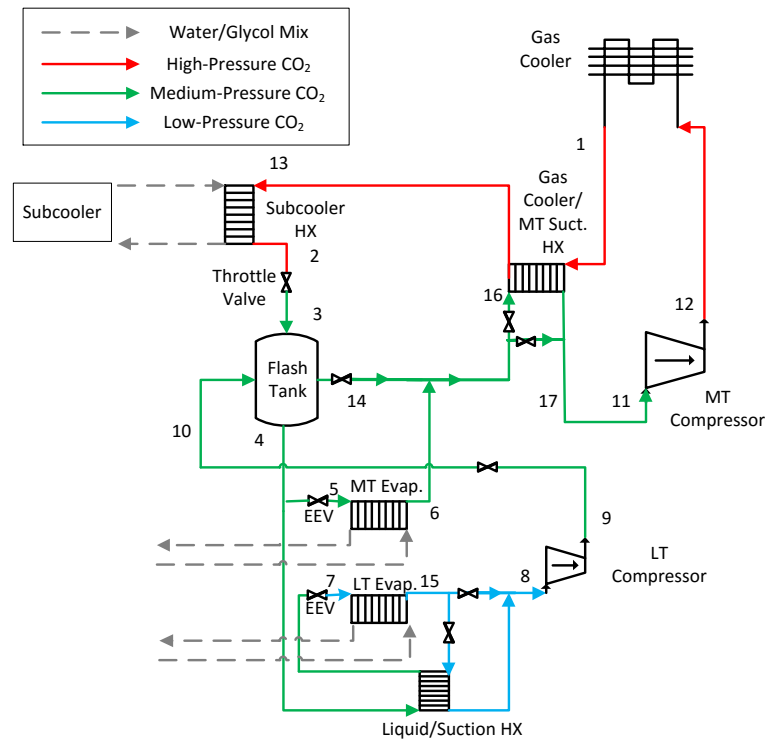 Water/Glycol Mix
High-Pressure CO₂
Medium-Pressure CO₂
Low-Pressure CO₂
Gas
Cooler
1
13
Gas
Cooler/
MT Suct.
HX
Subcooler
Subcooler
HX
2
Throttle
Valve
16
12
3
Flash
Tank
14
17
11
MT
Compressor
10
4
5
MT Evap.
EEV
6
9
7
LT Evap.
15
EEV
8
LT
Compressor
Liquid/Suction HX